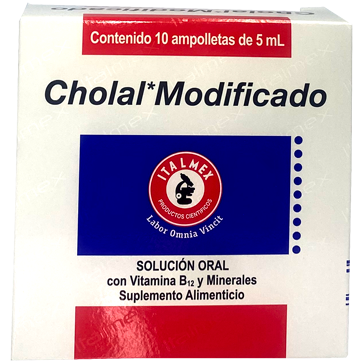 Contenido 10 ampolletas de 5 mL
Cholal*Modificado
ITALMEX
PRODUCTOS CIENTIFICOS
Labor Omnia Vincit
SOLUCIÓN ORAL
con Vitamina B12 y Minerales
Suplemento Alimenticio